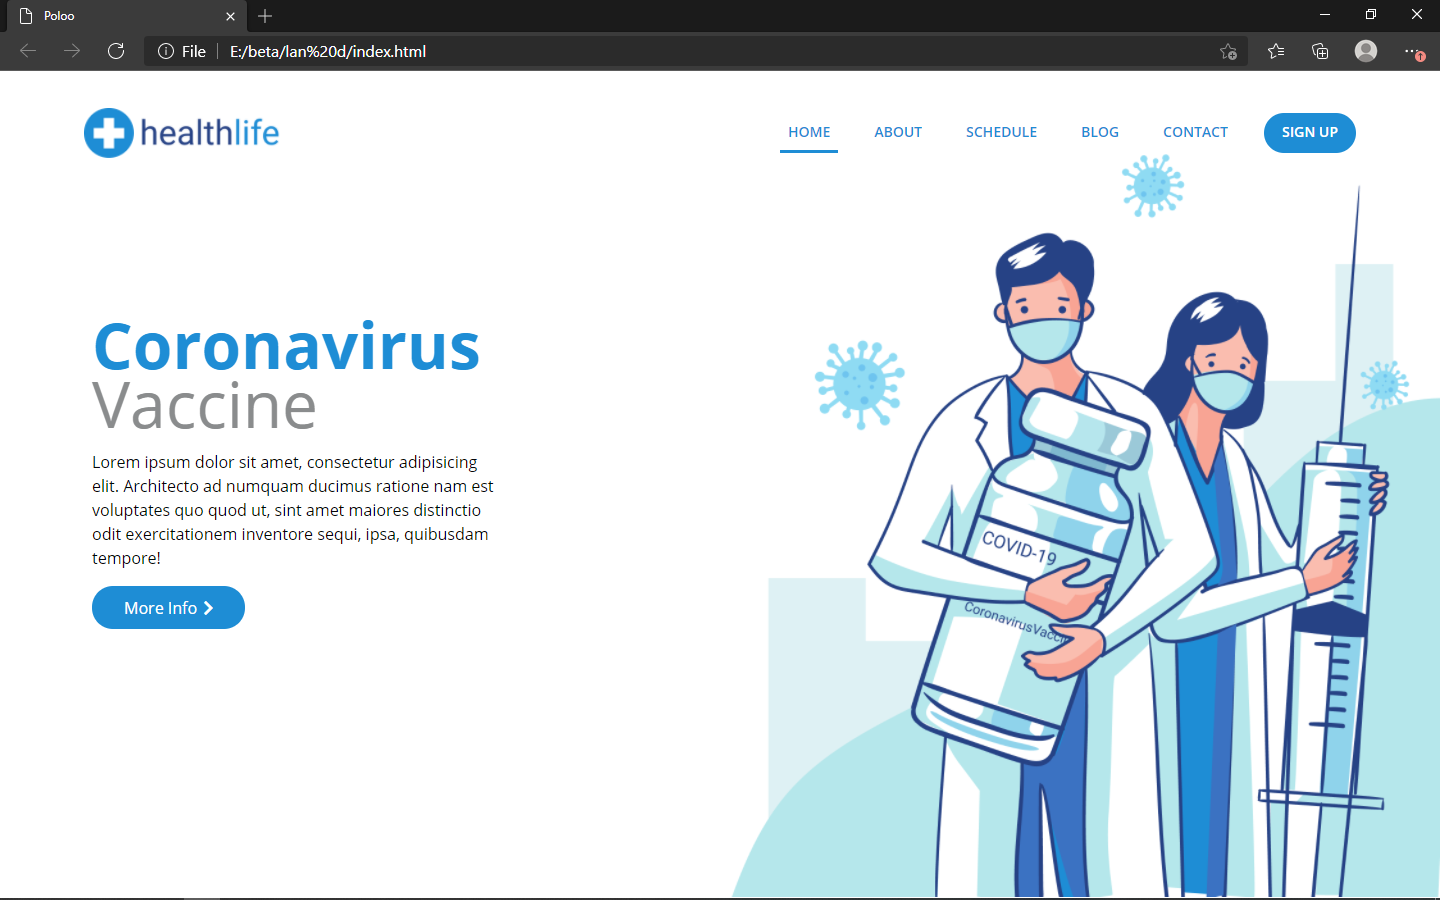 Poloo
File
E:/beta/lan%20d/index.html
healthlife
HOME ABOUT SCHEDULE BLOG CONTACT SIGN UP
Coronavirus
Vaccine
Lorem ipsum dolor sit amet, consectetur adipisicing
elit. Architecto ad numquam ducimus ratione nam est
voluptates quo quod ut, sint amet maiores distinctio
odit exercitationem inventore sequi, ipsa, quibusdam
tempore!
More Info
COVID-19
CoronavirusVacci